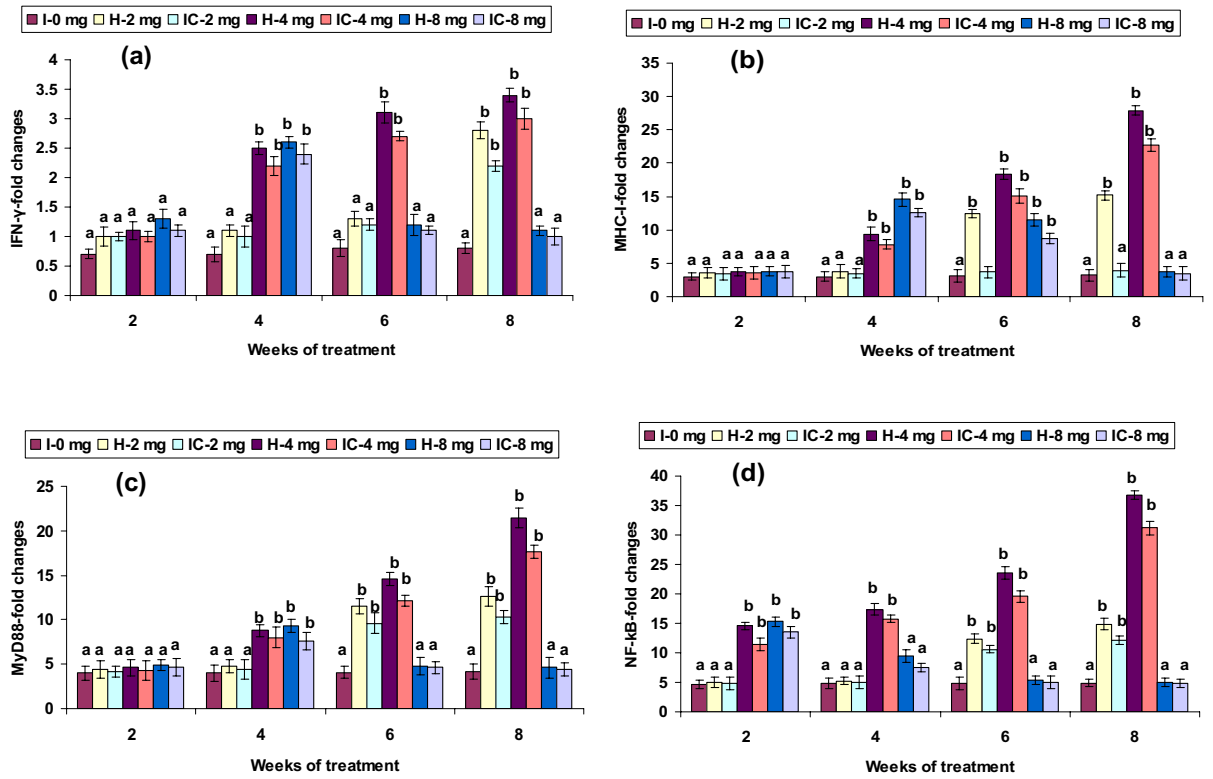 I-0 mg H-2 mg IC-2 mg H-4 mg IC-4 mg H-8 mg IC-8 mg
(a)
IFN-γ-fold changes
4
3.5
3
2.5
2
1.5
1
0.5
0
a a a a a a a
a a a b b b b
a a a b b a a
a b b b b a a
2 4 6 8
Weeks of treatment
I-0 mg H-2 mg IC-2 mg H-4 mg IC-4 mg H-8 mg IC-8 mg
(b)
MHC-I-fold changes
35
30
25
20
15
10
5
0
a a a a a a a
a a a b b b b
a b a b b b b
a b a b b a a
2 4 6 8
Weeks of treatment
I-0 mg H-2 mg IC-2 mg H-4 mg IC-4 mg H-8 mg IC-8 mg
(c)
MyD88-fold changes
25
20
15
10
5
0
a a a a a a a
a a a b b b b
a b b b b a a
a b b b b a a
2 4 6 8
Weeks of treatment
I-0 mg H-2 mg IC-2 mg H-4 mg IC-4 mg H-8 mg IC-8 mg
(d)
NF-kB-fold changes
40
35
30
25
20
15
10
5
0
a a a b b b b
a a a b b a a
a b b b b a a
a b b b b a a
2 4 6 8
Weeks of treatment